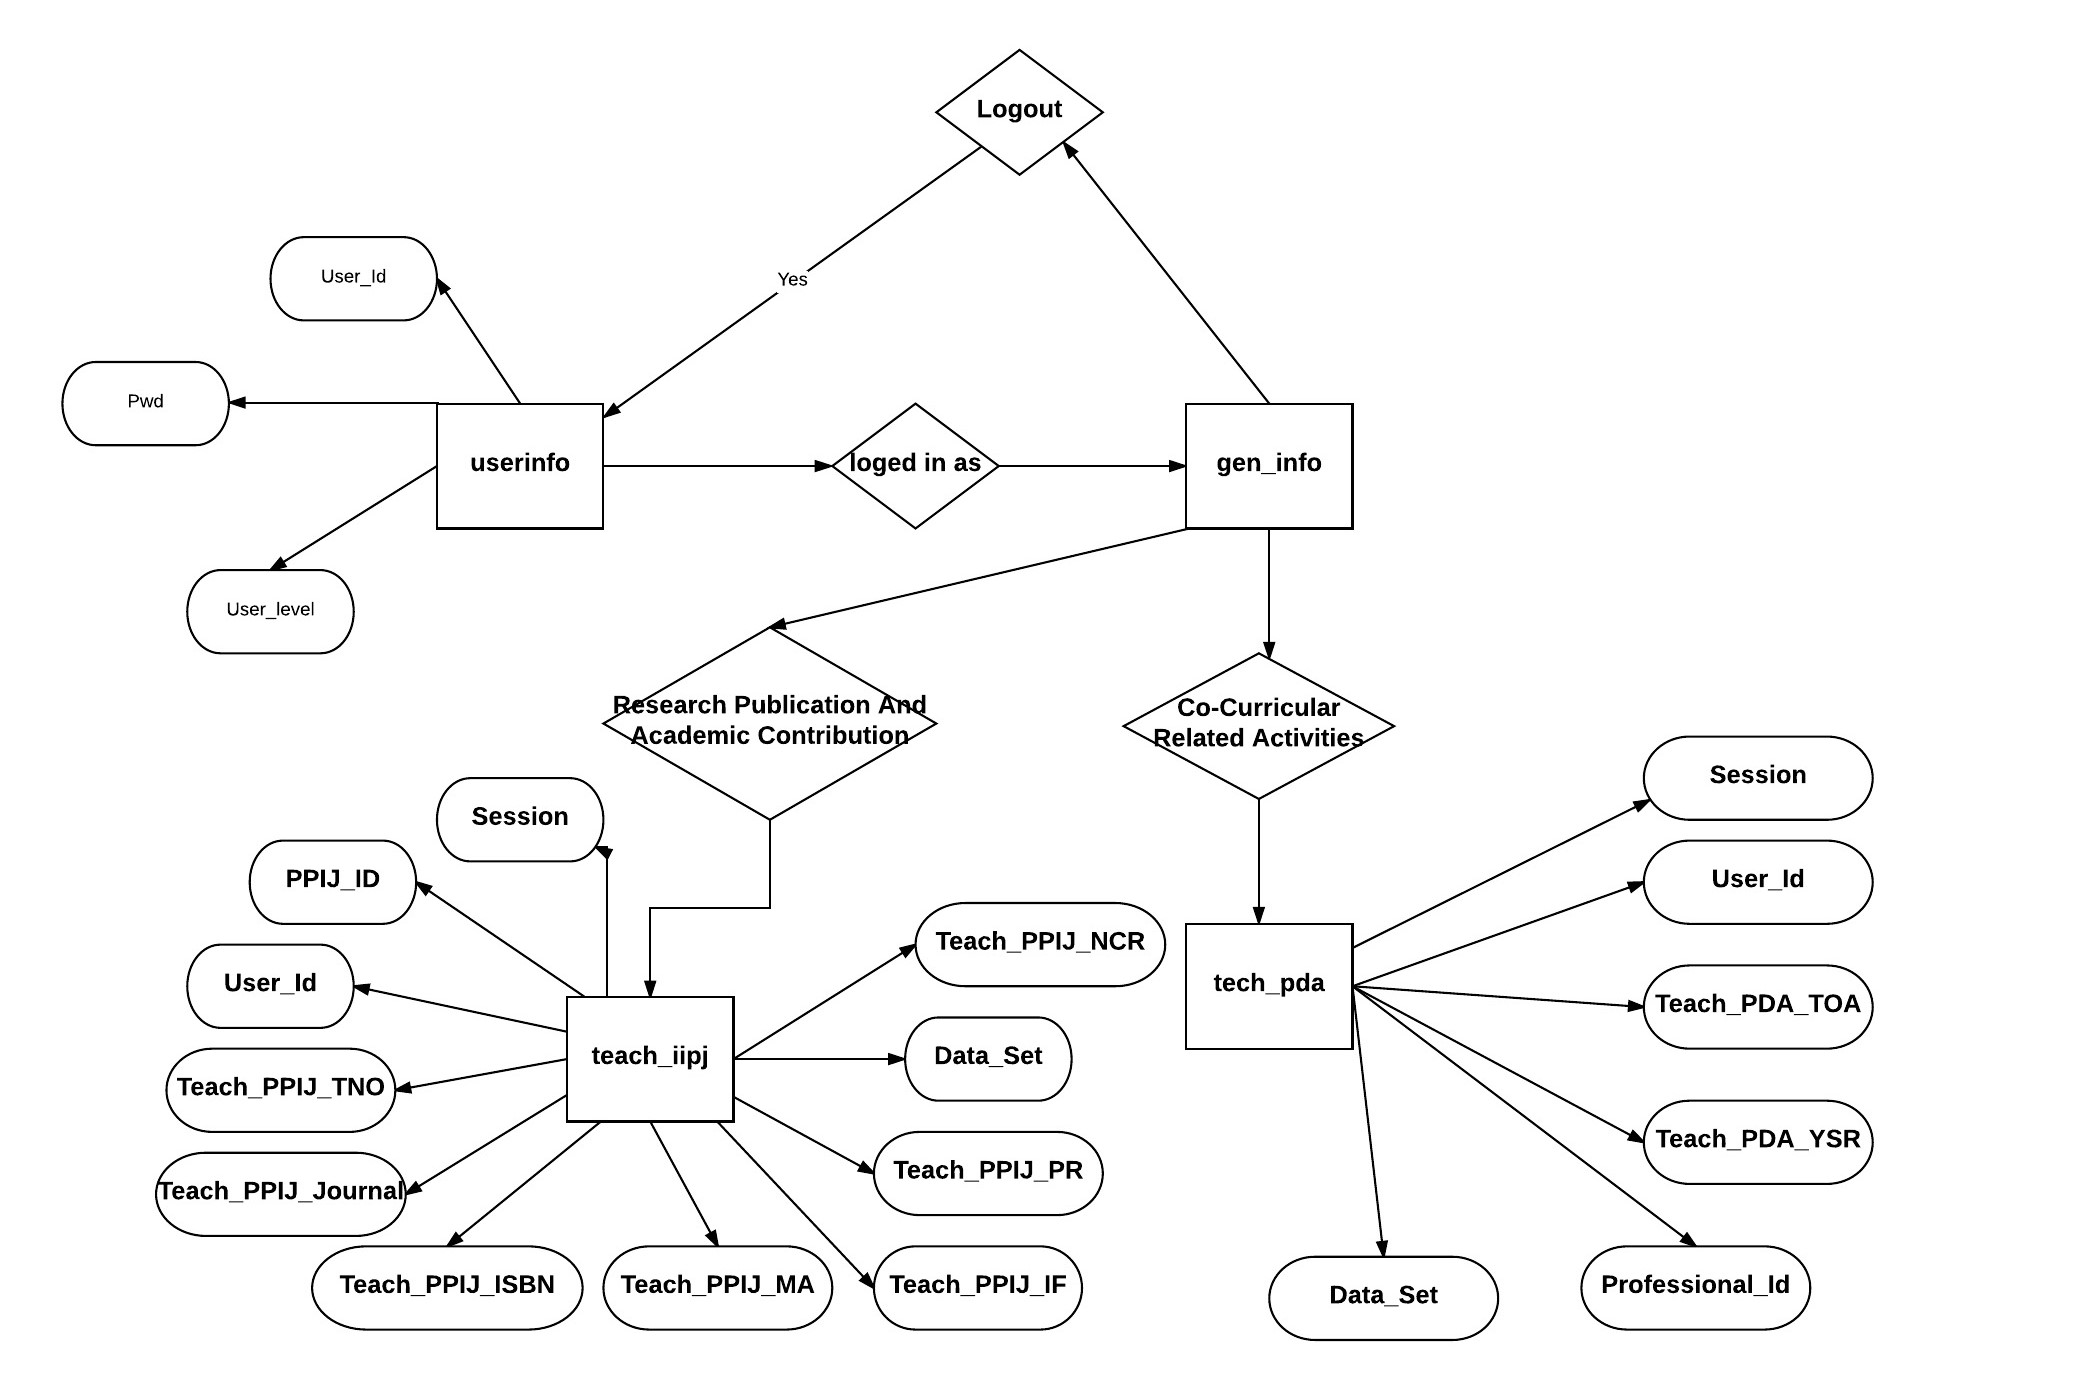 Logout
User_Id
Yes
Pwd
userinfo
loged in as
gen_info
User_level
Research Publication And
Academic Contribution
Co-Curricular
Related Activities
Session
Session
PPIJ_ID
User_Id
Teach_PPIJ_NCR
User_Id
tech_pda
Teach_PDA_TOA
teach_iipj
Data_Set
Teach_PPIJ_TNO
Teach_PDA_YSR
Teach_PPIJ_PR
Teach_PPIJ_Journal
Teach_PPIJ_ISBN
Teach_PPIJ_MA
Teach_PPIJ_IF
Data_Set
Professional_Id